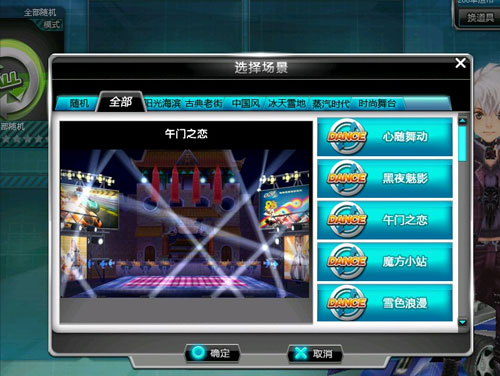 全部随机
模式
换道具
选择场景
随机 全部 阳光海滨 古典老街 中国风 冰天雪地 蒸汽时代 时尚舞台
午门之恋
DANCE 心随舞动
DANCE 黑夜魅影
DANCE 午门之恋
DANCE 魔方小站
DANCE 雪色浪漫
部随机
确定 取消